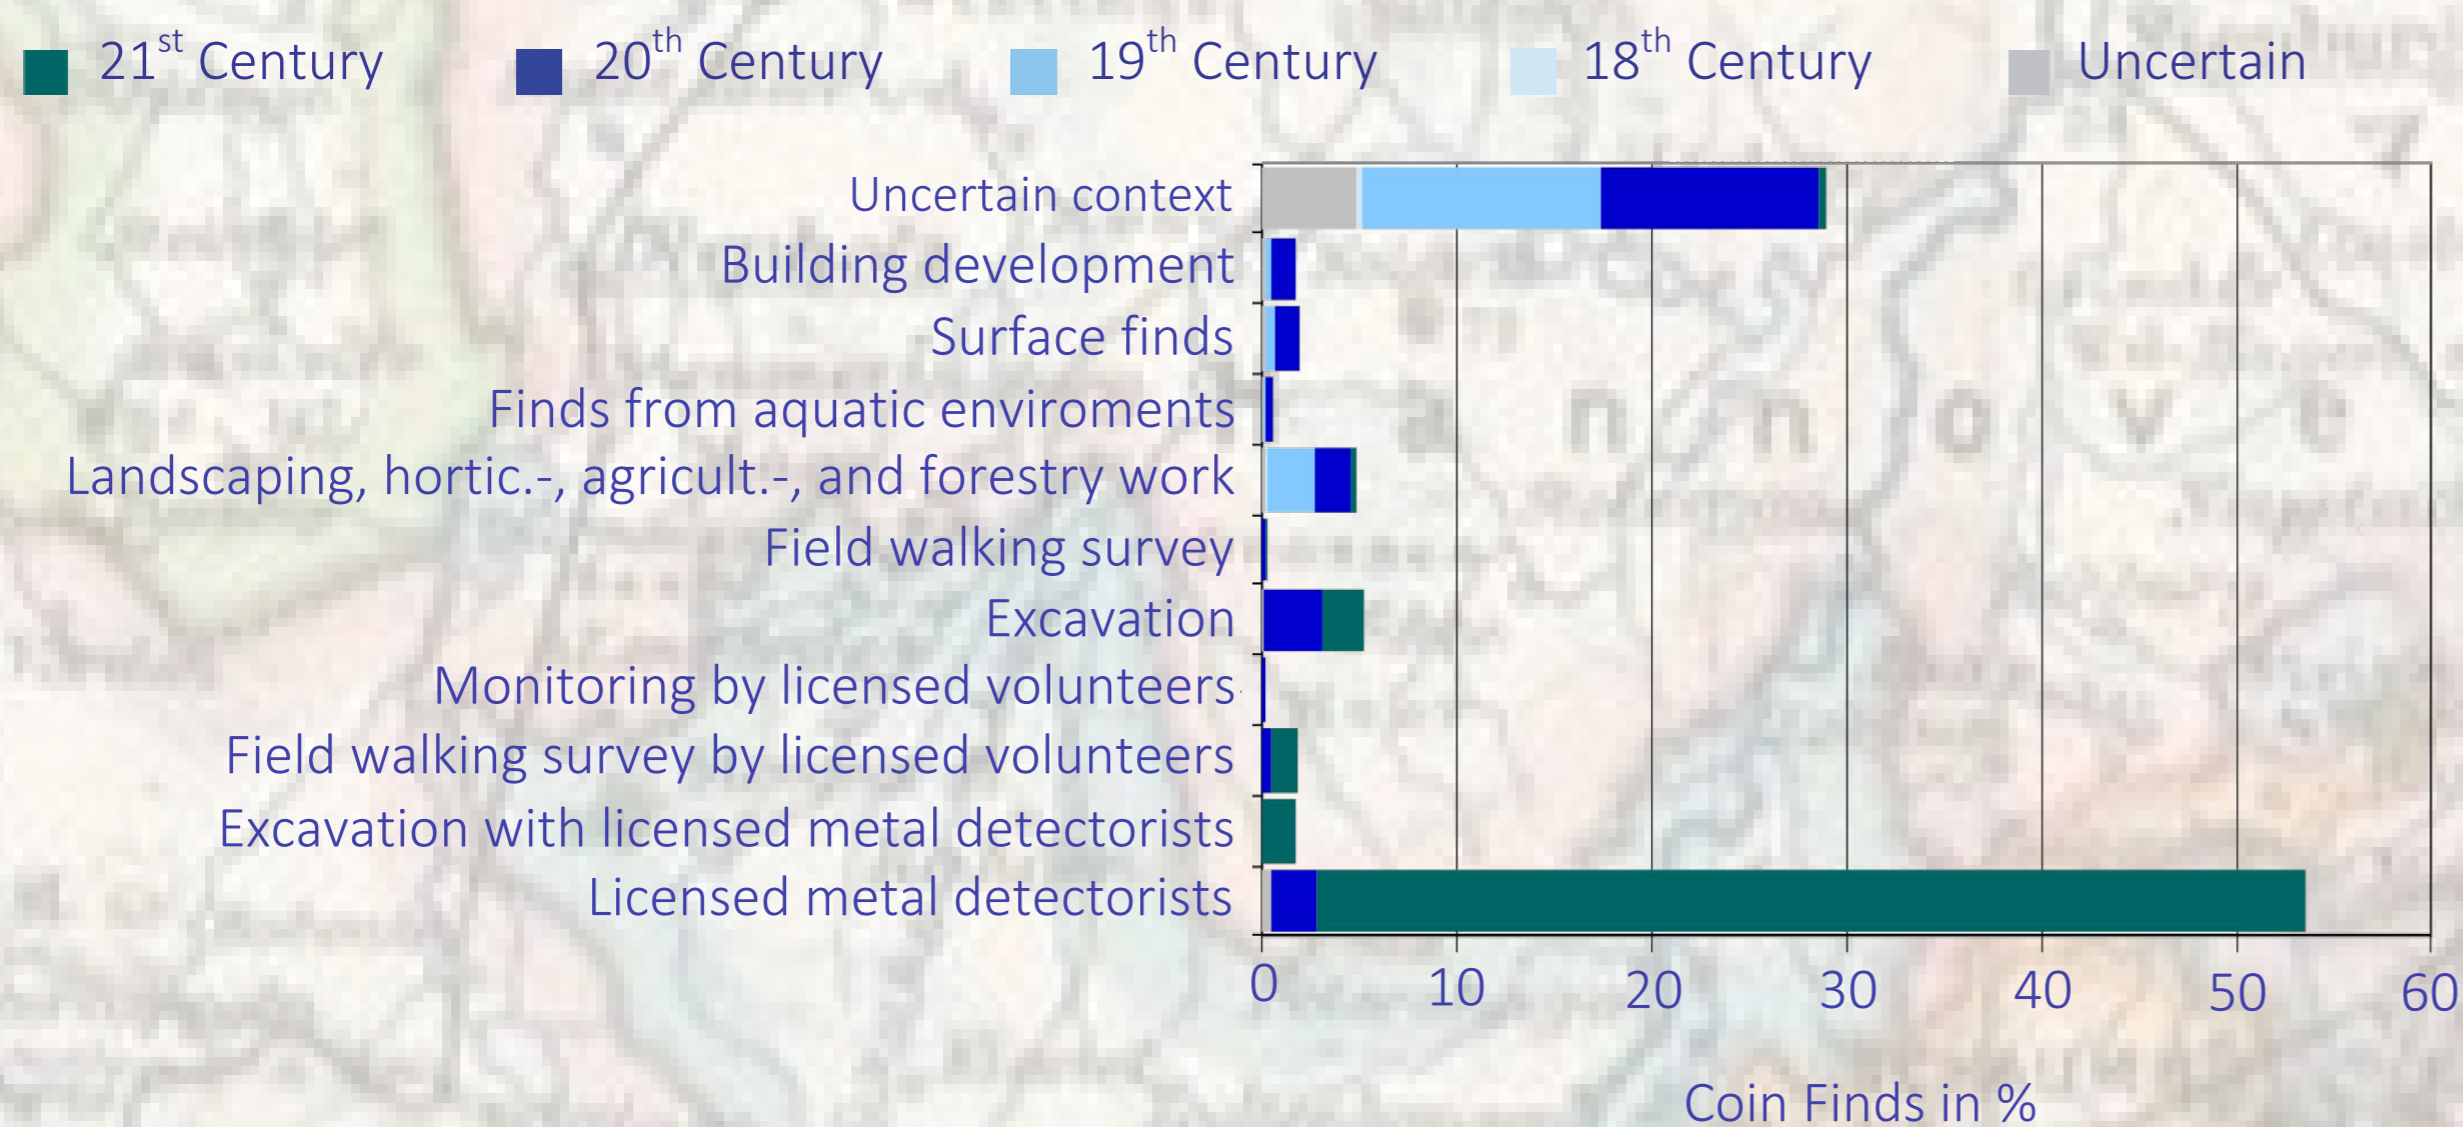 21st Century 20th Century 19th Century 18th Century Uncertain
Uncertain context
Building development
Surface finds
Finds from aquatic enviroments
Landscaping, hortic.-, agricult.-, and forestry work
Field walking survey
Excavation
Monitoring by licensed volunteers
Field walking survey by licensed volunteers
Excavation with licensed metal detectorists
Licensed metal detectorists
0 10 20 30 40 50 60
Coin Finds in %